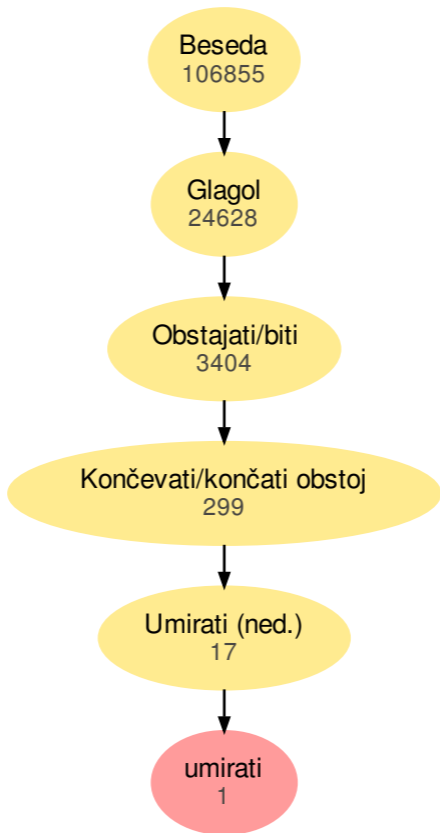 Beseda
106855
Glagol
24628
Obstajati/biti
3404
Končevati/končati obstoj
299
Umirati (ned.)
17
umirati
1